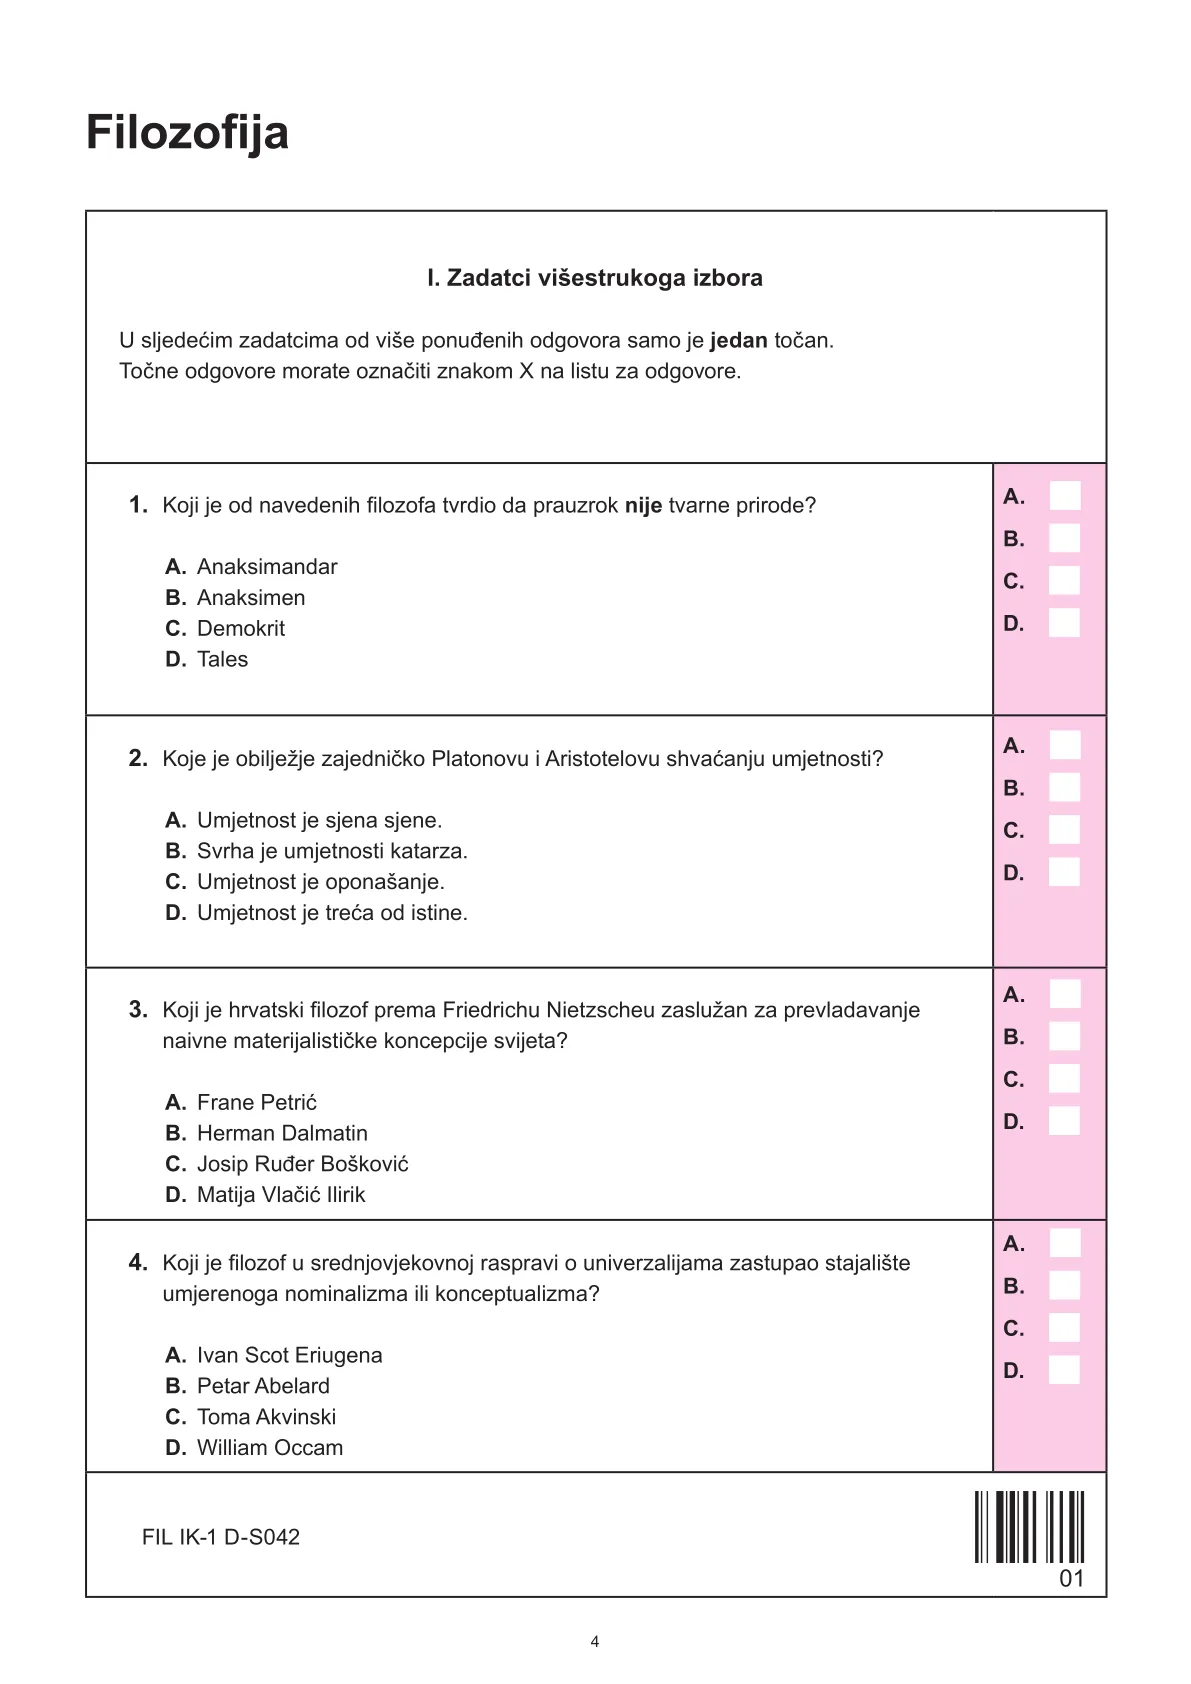 Filozofija
I. Zadatci višestrukoga izbora
U sljedećim zadatcima od više ponuđenih odgovora samo je jedan točan.
Točne odgovore morate označiti znakom X na listu za odgovore.
1. Koji je od navedenih filozofa tvrdio da prauzrok nije tvarne prirode?
A. Anaksimandar
B. Anaksimen
C. Demokrit
D. Tales
A.
B.
C.
D.
2. Koje je obilježje zajedničko Platonovu i Aristotelovu shvaćanju umjetnosti?
A. Umjetnost je sjena sjene.
B. Svrha je umjetnosti katarza.
C. Umjetnost je oponašanje.
D. Umjetnost je treća od istine.
A.
B.
C.
D.
3. Koji je hrvatski filozof prema Friedrichu Nietzscheu zaslužan za prevladavanje
naivne materijalističke koncepcije svijeta?
A. Frane Petrić
B. Herman Dalmatin
C. Josip Ruđer Bošković
D. Matija Vlačić Ilirik
A.
B.
C.
D.
4. Koji je filozof u srednjovjekovnoj raspravi o univerzalijama zastupao stajalište
umjerenoga nominalizma ili konceptualizma?
A. Ivan Scot Eriugena
B. Petar Abelard
C. Toma Akvinski
D. William Occam
A.
B.
C.
D.
FIL IK-1 D-S042
01
4